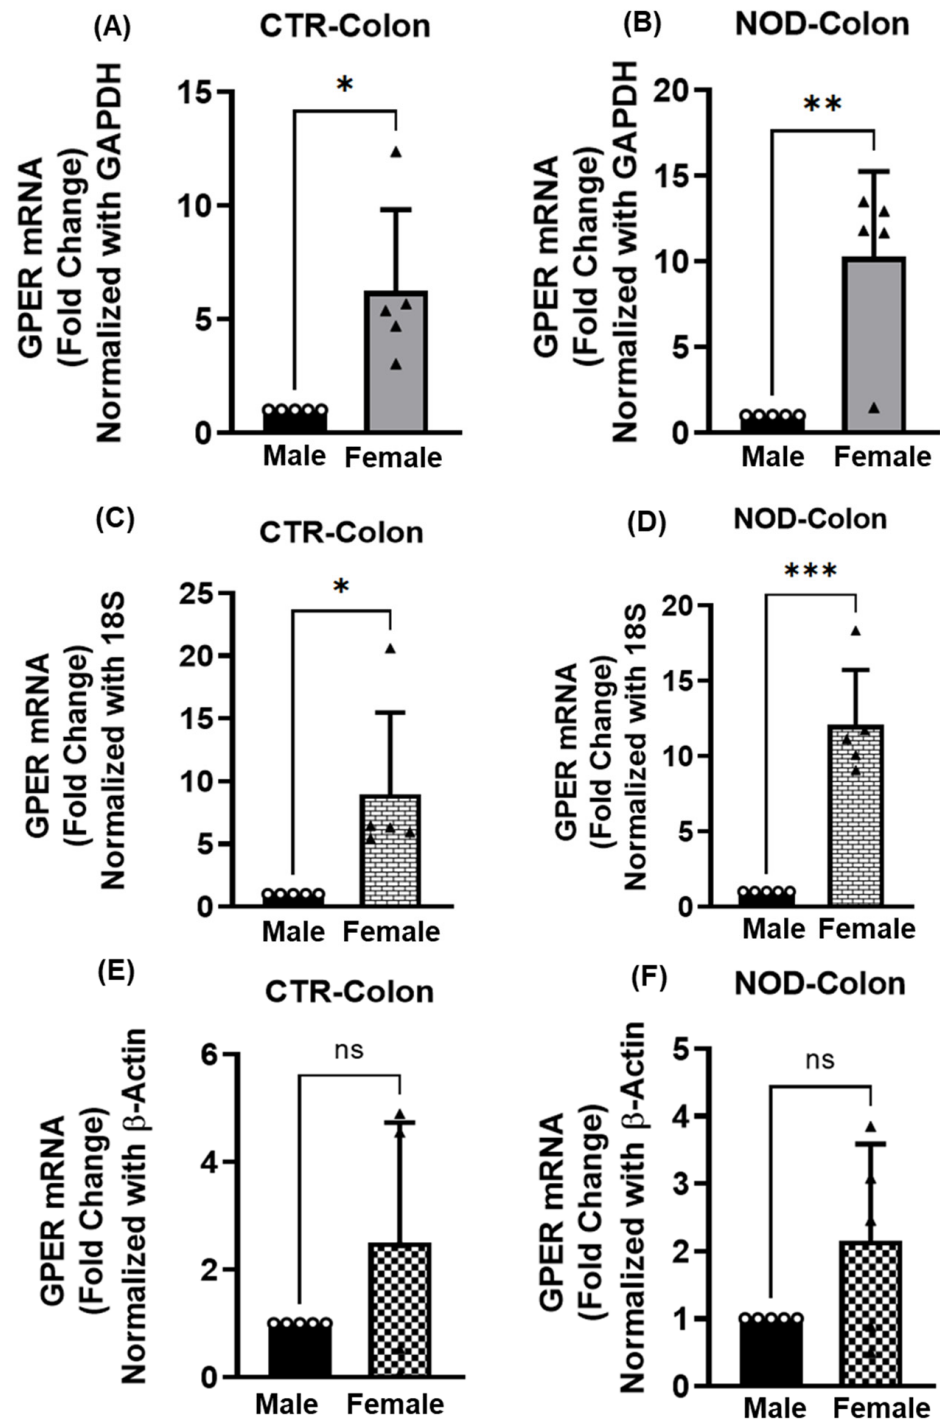 (A)
CTR-Colon
GPER mRNA
(Fold Change)
Normalized with GAPDH
15
10
5
0
*
Male
Female
(B)
NOD-Colon
GPER mRNA
(Fold Change)
Normalized with GAPDH
20
15
10
5
0
**
Male
Female
(C)
CTR-Colon
GPER mRNA
(Fold Change)
Normalized with 18S
25
20
15
10
5
0
*
Male
Female
(D)
NOD-Colon
GPER mRNA
(Fold Change)
Normalized with 18S
20
15
10
5
0
***
Male
Female
(E)
CTR-Colon
GPER mRNA
(Fold Change)
Normalized with β-Actin
6
4
2
0
ns
Male
Female
(F)
NOD-Colon
GPER mRNA
(Fold Change)
Normalized with β-Actin
5
4
3
2
1
0
ns
Male
Female